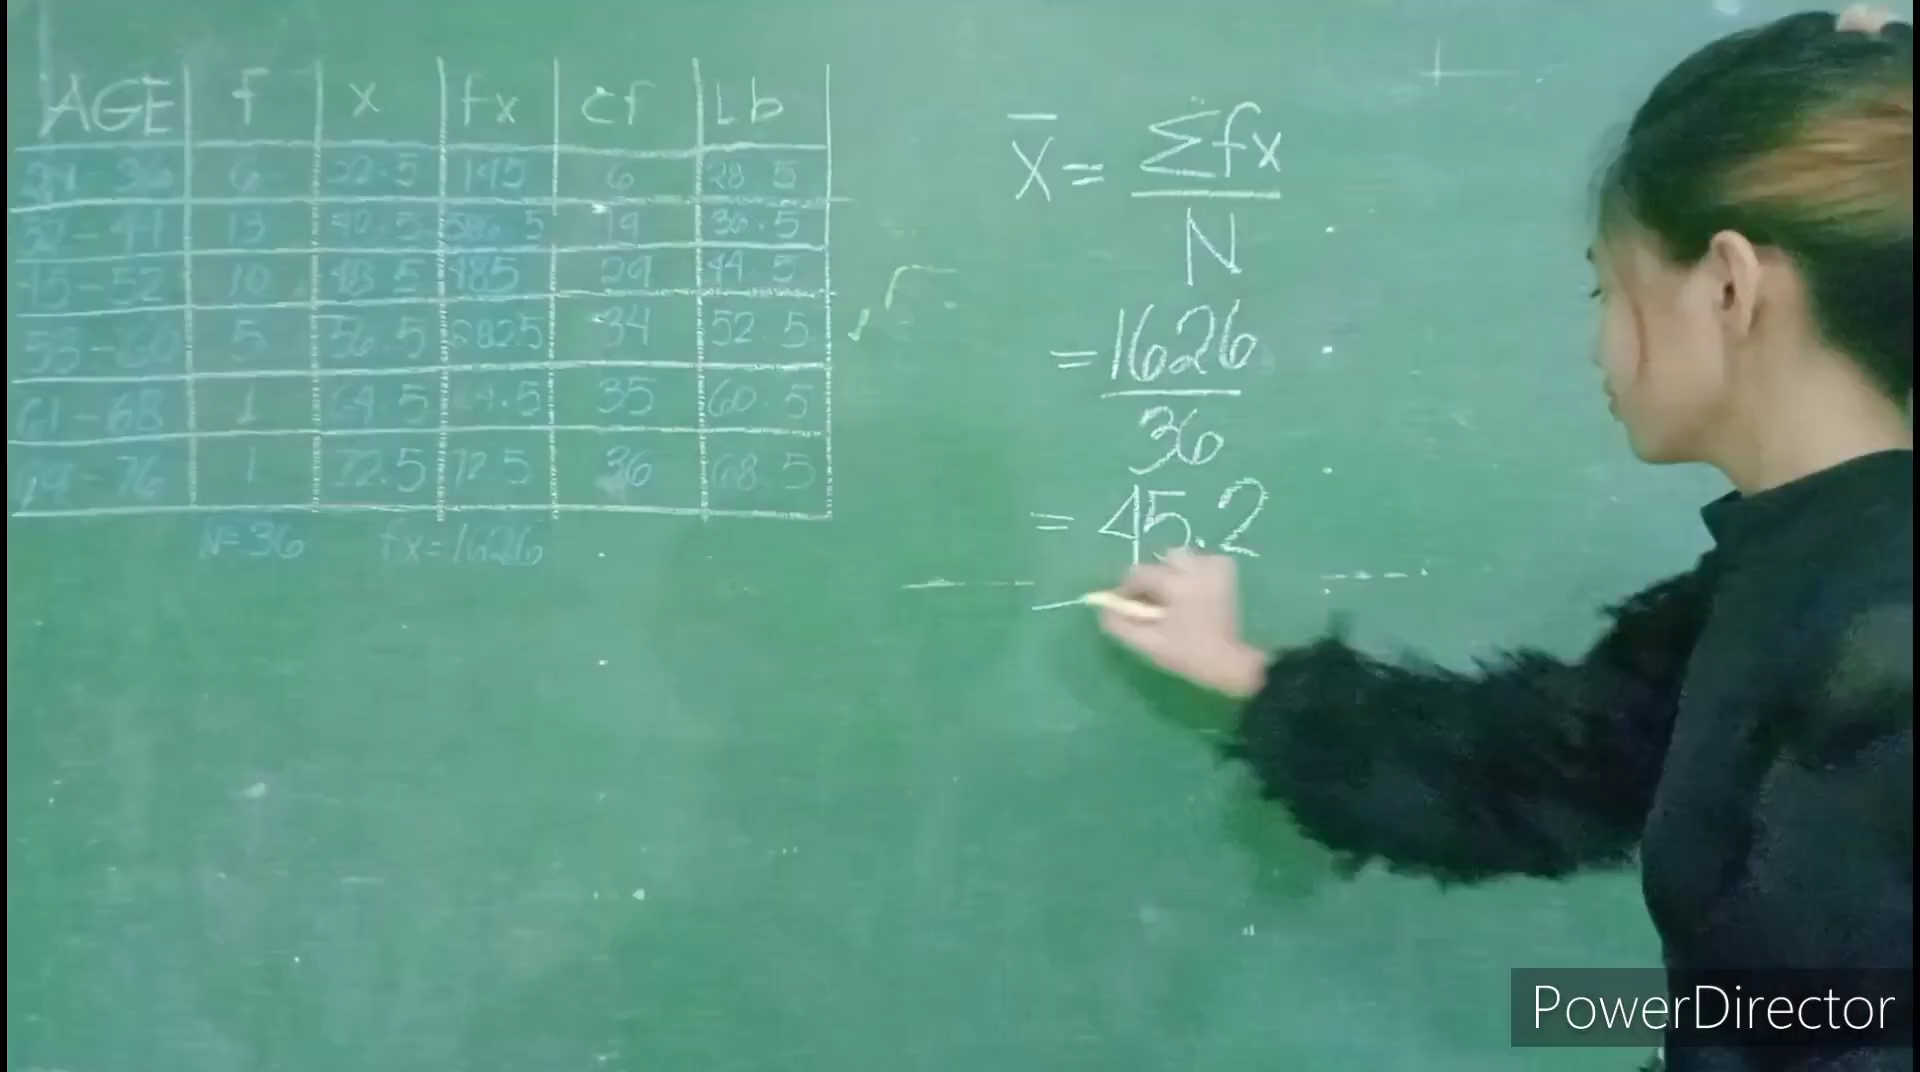 AGE f x fx cf Lb
29-36 6 32.5 195 6 28.5
37-44 13 40.5 526.5 19 36.5
45-52 10 48.5 485 29 44.5
53-60 5 56.5 282.5 34 52.5
61-68 1 64.5 64.5 35 60.5
69-76 1 72.5 72.5 36 68.5
N=36 fx=1626
x̄ = Σfx
N
= 1626
36
= 45.2
PowerDirector